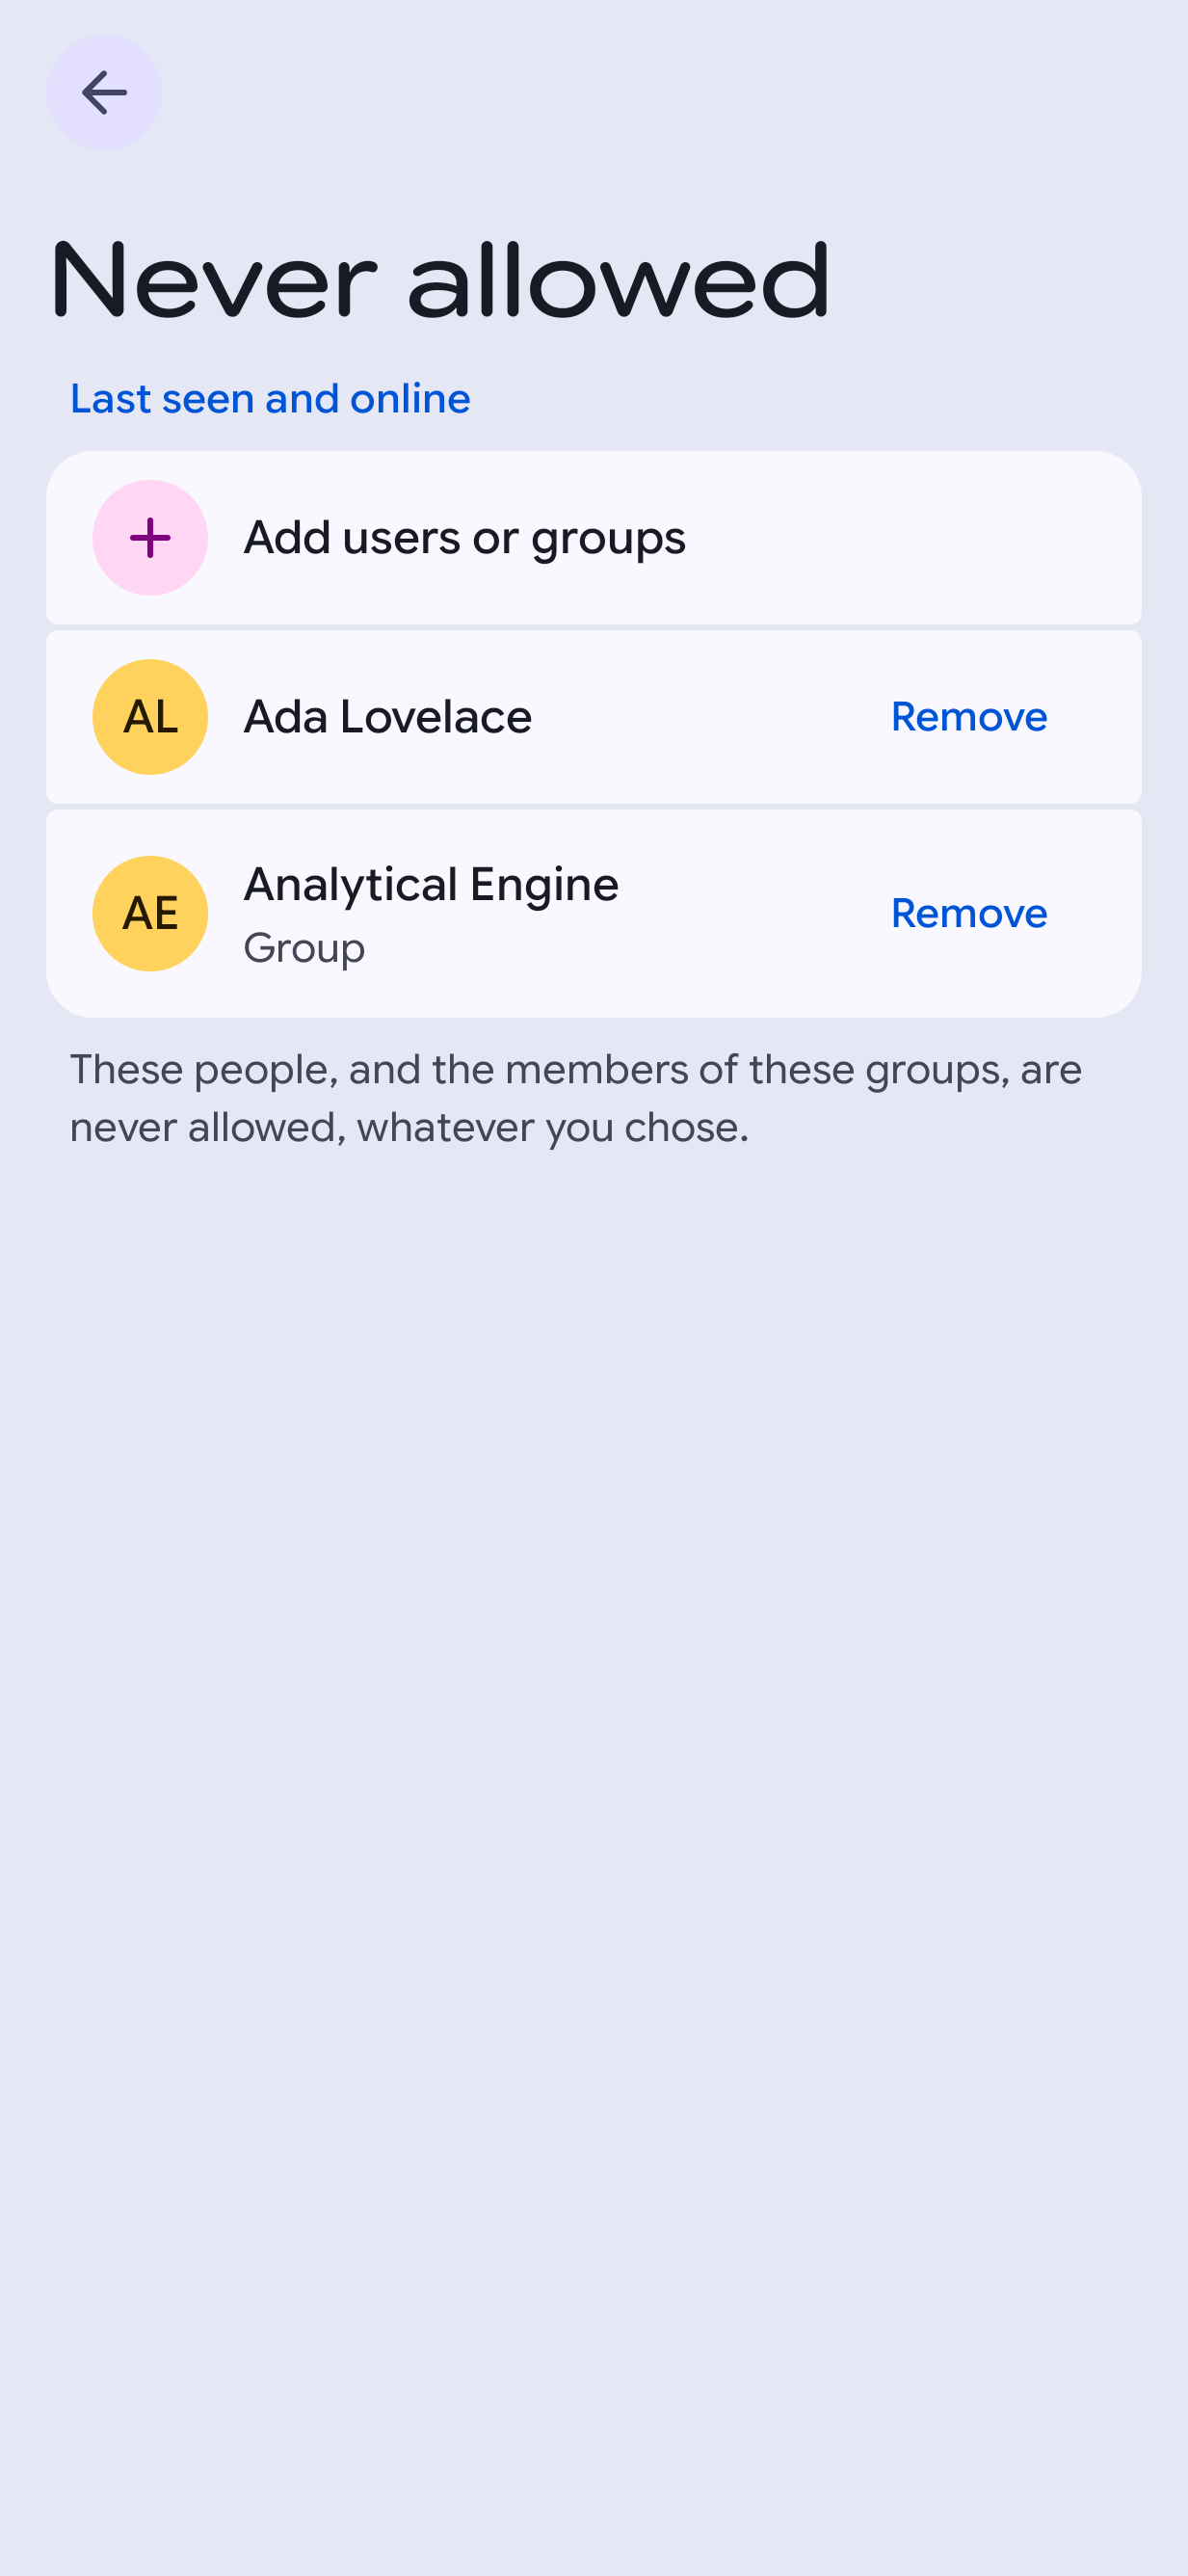 Never allowed
Last seen and online
Add users or groups
AL
Ada Lovelace
Remove
AE
Analytical Engine
Group
Remove
These people, and the members of these groups, are
never allowed, whatever you chose.